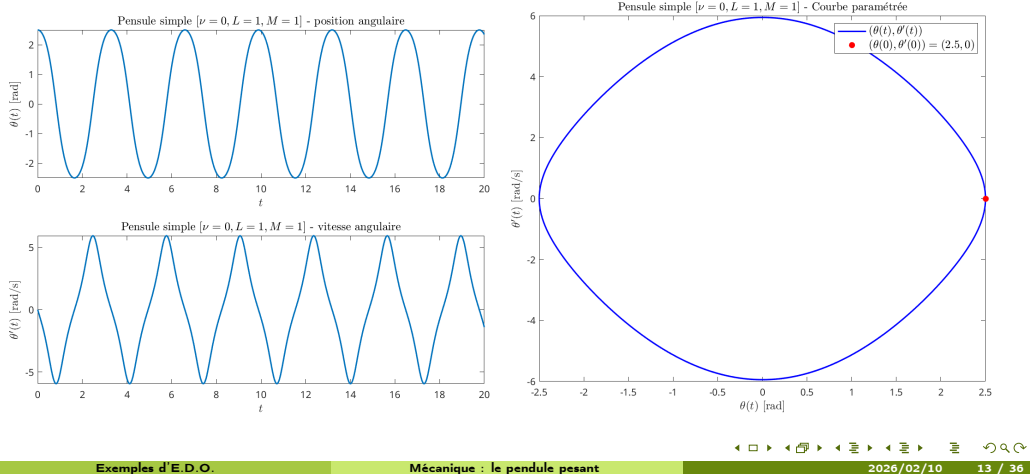 Pensule simple [ν = 0, L = 1, M = 1] - position angulaire
θ(t) [rad]
2
1
0
-1
-2
0 2 4 6 8 10 12 14 16 18 20
t
Pensule simple [ν = 0, L = 1, M = 1] - vitesse angulaire
θ′(t) [rad/s]
5
0
-5
0 2 4 6 8 10 12 14 16 18 20
t
Pensule simple [ν = 0, L = 1, M = 1] - Courbe paramétrée
(θ(t), θ′(t))
(θ(0), θ′(0)) = (2.5, 0)
θ′(t) [rad/s]
6
4
2
0
-2
-4
-6
-2.5 -2 -1.5 -1 -0.5 0 0.5 1 1.5 2 2.5
θ(t) [rad]
Exemples d'E.D.O. Mécanique : le pendule pesant 2026/02/10 13 / 36